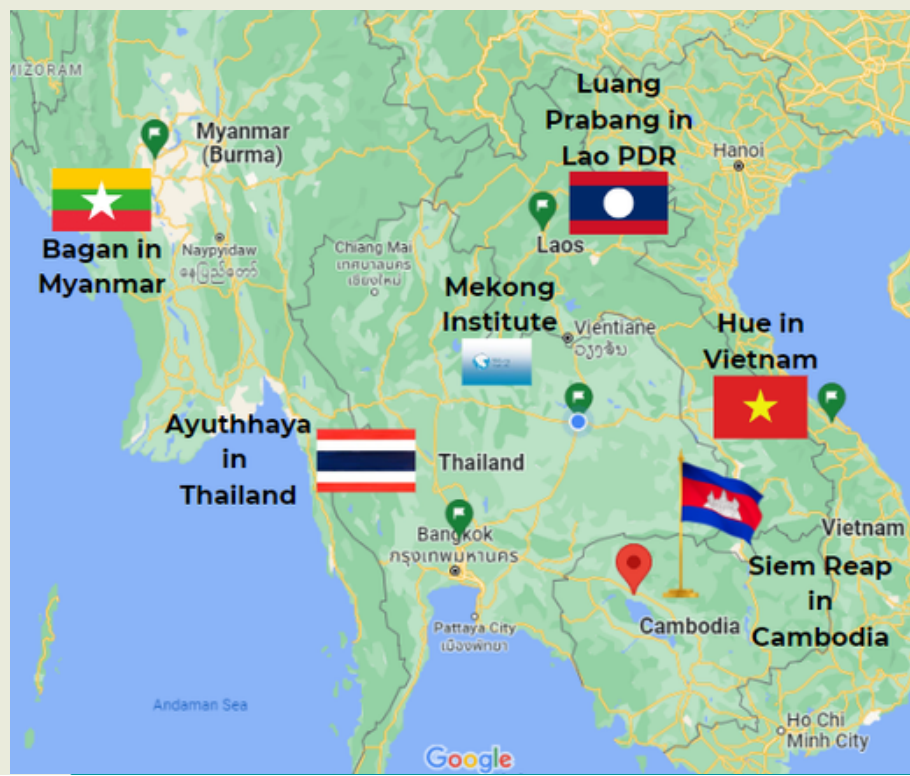 MIZORAM
Myanmar
(Burma)
Luang
Prabang in
Lao PDR
Hanoi
Bagan in
Myanmar
Naypyidaw
နေပြည်တော်
Chiang Mai
เทศบาลนคร
เชียงใหม่
Laos
Mekong
Institute
Vientiane
ວຽງຈັນ
Hue in
Vietnam
Ayuthhaya
in
Thailand
Thailand
Bangkok
กรุงเทพมหานคร
Vietnam
Siem Reap
in
Cambodia
Cambodia
Pattaya City
เมืองพัทยา
Andaman Sea
Ho Chi
Minh City
Google